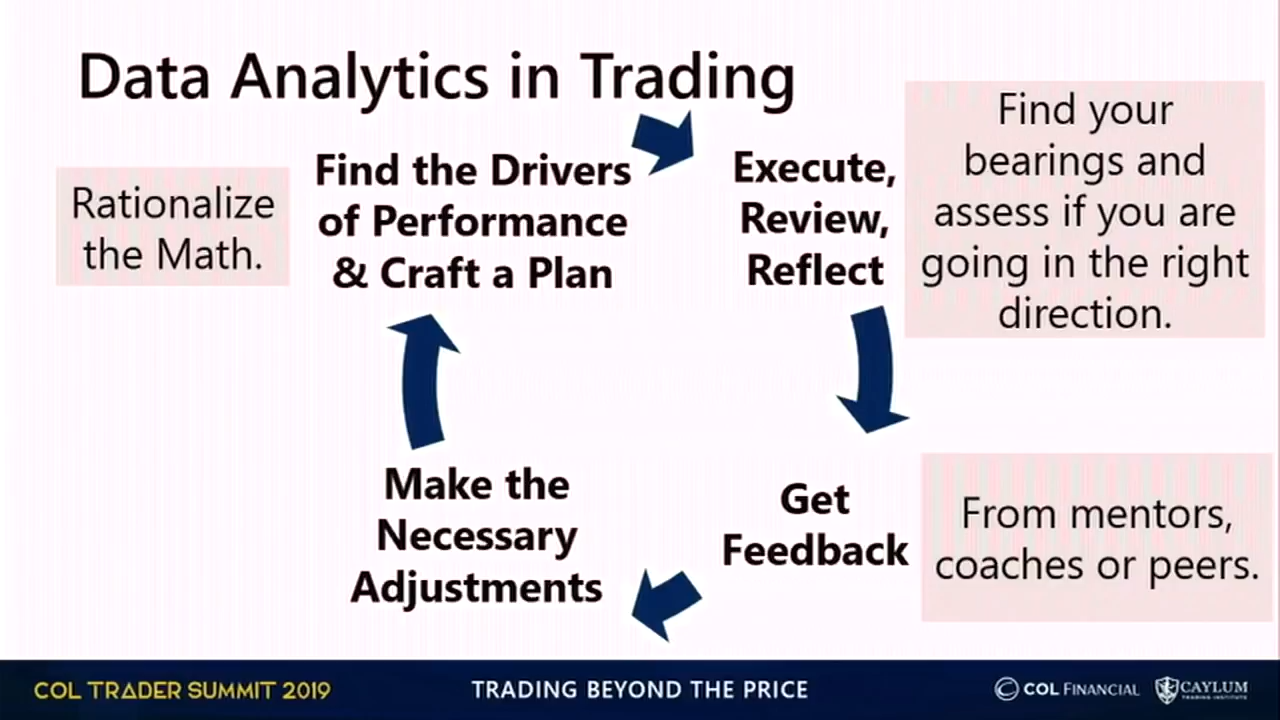 Data Analytics in Trading
Rationalize
the Math.
Find the Drivers
of Performance
& Craft a Plan
Execute,
Review,
Reflect
Find your
bearings and
assess if you are
going in the right
direction.
Get
Feedback
From mentors,
coaches or peers.
Make the
Necessary
Adjustments
COL TRADER SUMMIT 2019
TRADING BEYOND THE PRICE
COL FINANCIAL
CAYLUM
TRADING INSTITUTE